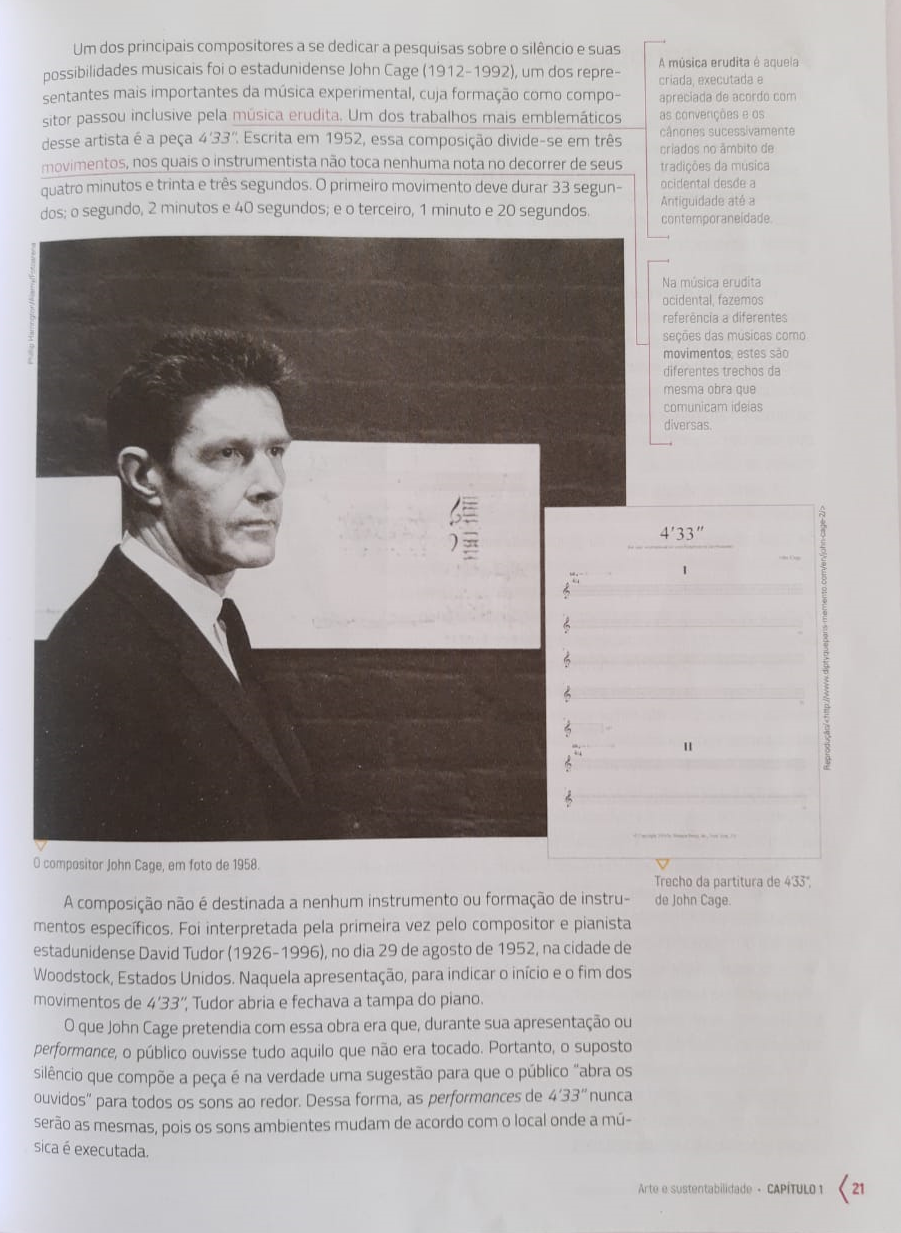 Um dos principais compositores a se dedicar a pesquisas sobre o silêncio e suas
possibilidades musicais foi o estadunidense John Cage (1912-1992), um dos repre-
sentantes mais importantes da música experimental, cuja formação como compo-
sitor passou inclusive pela música erudita. Um dos trabalhos mais emblemáticos
desse artista é a peça 4'33". Escrita em 1952, essa composição divide-se em três
movimentos, nos quais o instrumentista não toca nenhuma nota no decorrer de seus
quatro minutos e trinta e três segundos. O primeiro movimento deve durar 33 segun-
dos; o segundo, 2 minutos e 40 segundos; e o terceiro, 1 minuto e 20 segundos.
A música erudita é aquela
criada, executada e
apreciada de acordo com
as convenções e os
cânones sucessivamente
criados no âmbito de
tradições da música
ocidental desde a
Antiguidade até a
contemporaneidade.
Na música erudita
ocidental, fazemos
referência a diferentes
seções das músicas como
movimentos; estes são
diferentes trechos da
mesma obra que
comunicam ideias
diversas.
4'33"
John Cage
I
II
Reprodução/<http://www.diptyqueparis-memento.com/en/john-cage-2/>
O compositor John Cage, em foto de 1958.
Trecho da partitura de 4'33",
de John Cage.
A composição não é destinada a nenhum instrumento ou formação de instru-
mentos específicos. Foi interpretada pela primeira vez pelo compositor e pianista
estadunidense David Tudor (1926-1996), no dia 29 de agosto de 1952, na cidade de
Woodstock, Estados Unidos. Naquela apresentação, para indicar o início e o fim dos
movimentos de 4'33", Tudor abria e fechava a tampa do piano.
O que John Cage pretendia com essa obra era que, durante sua apresentação ou
performance, o público ouvisse tudo aquilo que não era tocado. Portanto, o suposto
silêncio que compõe a peça é na verdade uma sugestão para que o público "abra os
ouvidos" para todos os sons ao redor. Dessa forma, as performances de 4'33" nunca
serão as mesmas, pois os sons ambientes mudam de acordo com o local onde a mú-
sica é executada.
Arte e sustentabilidade • CAPÍTULO 1 21